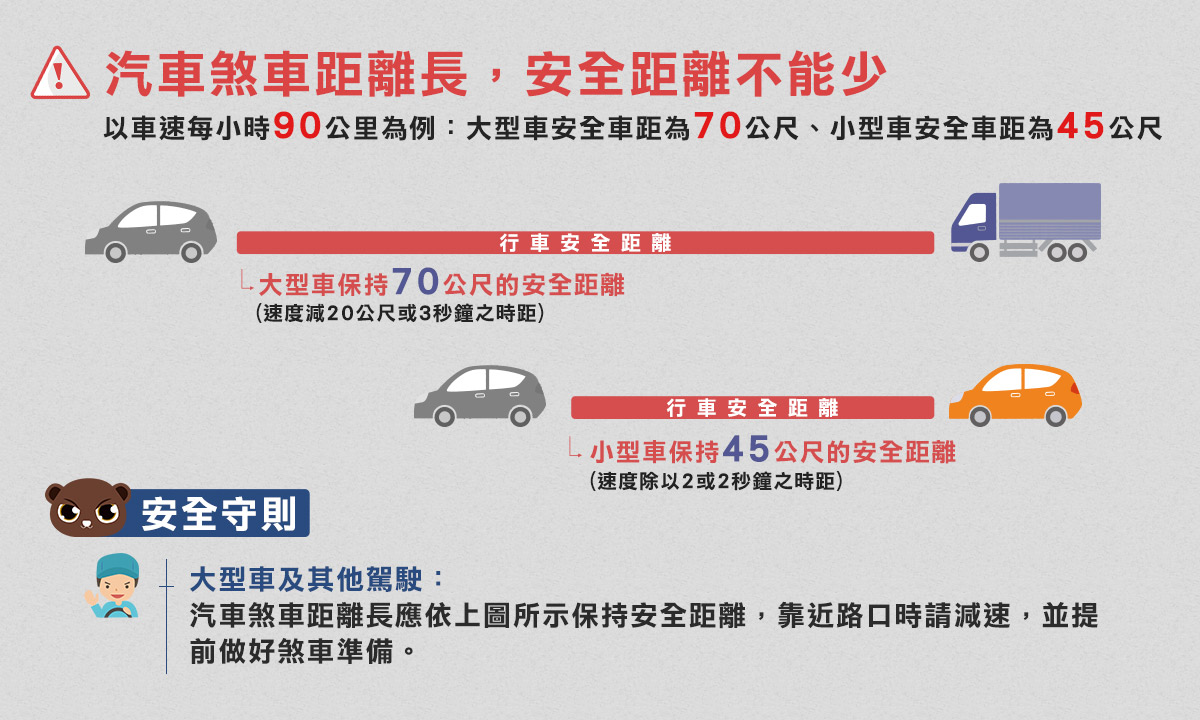 汽車煞車距離長，安全距離不能少
以車速每小時90公里為例：大型車安全車距為70公尺、小型車安全車距為45公尺
行車安全距離
大型車保持70公尺的安全距離
(速度減20公尺或3秒鐘之時距)
行車安全距離
小型車保持45公尺的安全距離
(速度除以2或2秒鐘之時距)
安全守則
大型車及其他駕駛：
汽車煞車距離長應依上圖所示保持安全距離，靠近路口時請減速，並提
前做好煞車準備。